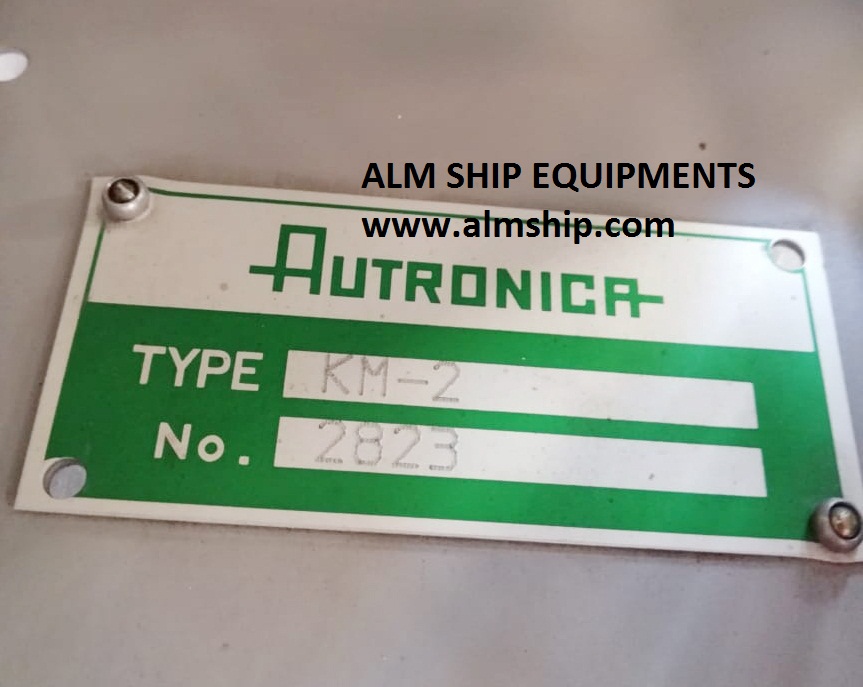 ALM SHIP EQUIPMENTS
www.almship.com
AUTRONICA
TYPE KM-2
No. 2823